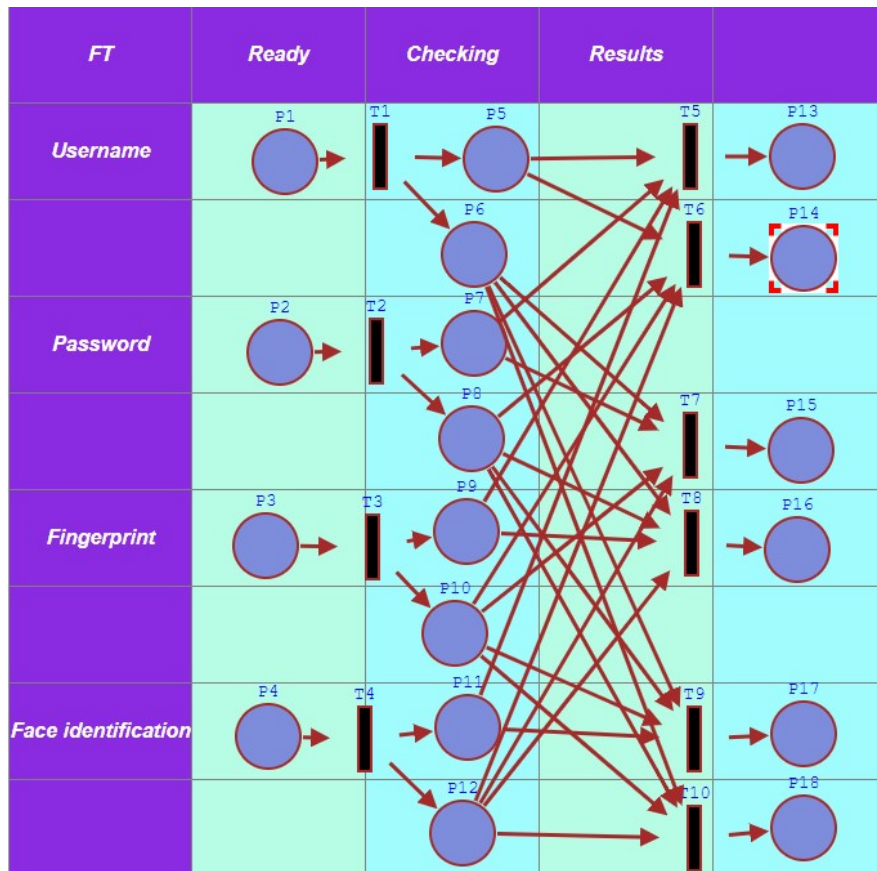 FT
Ready
Checking
Results
Username
P1
T1
P5
T5
P13
P6
T6
P14
Password
P2
T2
P7
P8
T7
P15
Fingerprint
P3
T3
P9
T8
P16
P10
Face identification
P4
T4
P11
T9
P17
P12
T10
P18